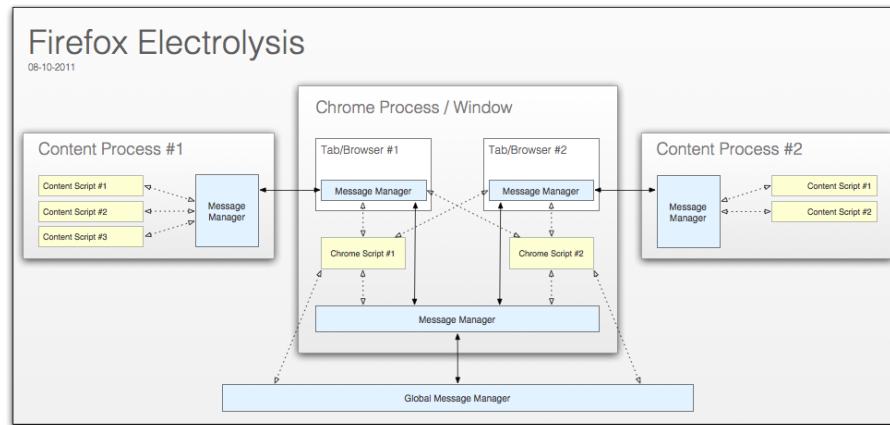 Firefox Electrolysis
08-10-2011
Chrome Process / Window
Content Process #1
Content Script #1
Content Script #2
Content Script #3
Message
Manager
Tab/Browser #1
Message Manager
Tab/Browser #2
Message Manager
Content Process #2
Message
Manager
Content Script #1
Content Script #2
Chrome Script #1
Chrome Script #2
Message Manager
Global Message Manager